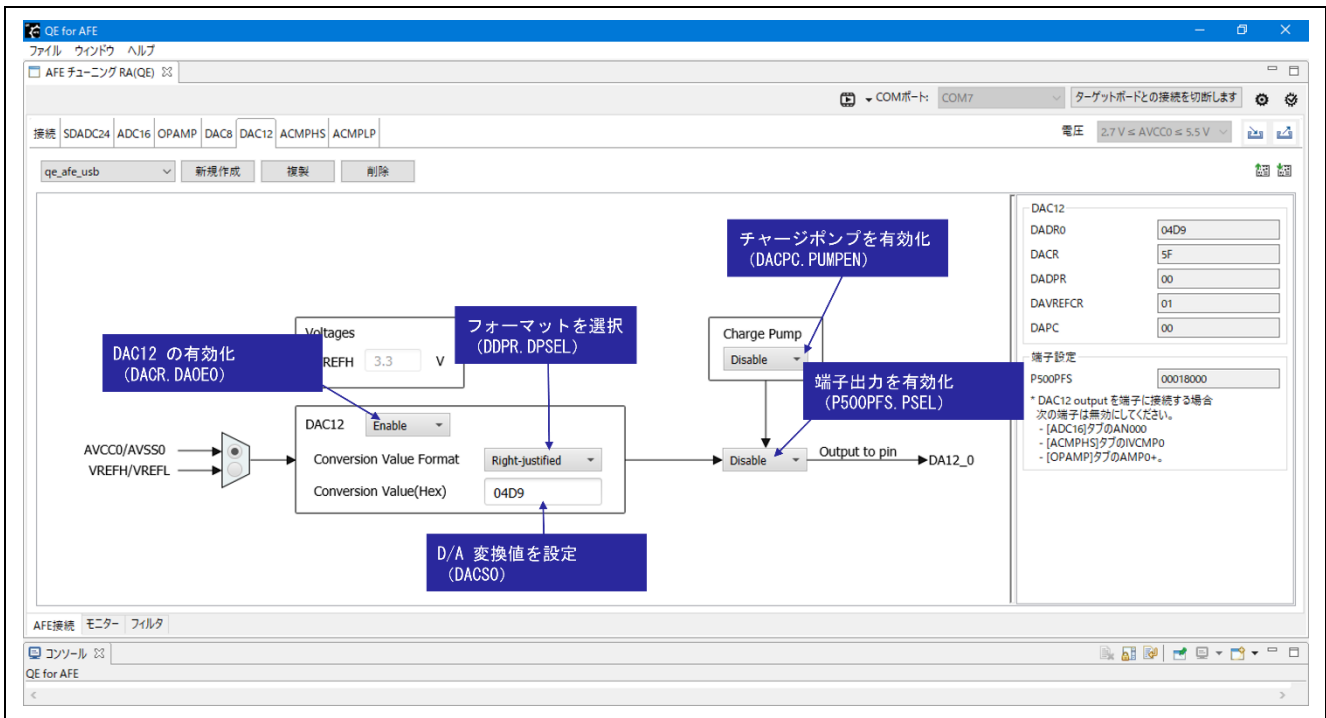 QE for AFE
ファイル ウィンドウ ヘルプ
AFE チューニング RA(QE)
COMポート: COM7 ターゲットボードとの接続を切断します
接続 SDADC24 ADC16 OPAMP DAC8 DAC12 ACMPHS ACMPLP
電圧 2.7 V ≤ AVCC0 ≤ 5.5 V
qe_afe_usb 新規作成 複製 削除
チャージポンプを有効化
(DACPC.PUMPEN)
フォーマットを選択
(DDPR.DPSEL)
DAC12 の有効化
(DACR.DAOE0)
Voltages
REFH 3.3 V
Charge Pump
Disable
端子出力を有効化
(P500PFS.PSEL)
DAC12 Enable
AVCC0/AVSS0
VREFH/VREFL
Conversion Value Format Right-justified
Conversion Value(Hex) 04D9
Disable Output to pin DA12_0
D/A 変換値を設定
(DACS0)
DAC12
DADR0 04D9
DACR 5F
DADPR 00
DAVREFCR 01
DAPC 00
端子設定
P500PFS 00018000
* DAC12 output を端子に接続する場合
次の端子は無効にしてください。
- [ADC16]タブのAN000
- [ACMPHS]タブのIVCMP0
- [OPAMP]タブのAMP0+。
AFE接続 モニター フィルタ
コンソール
QE for AFE